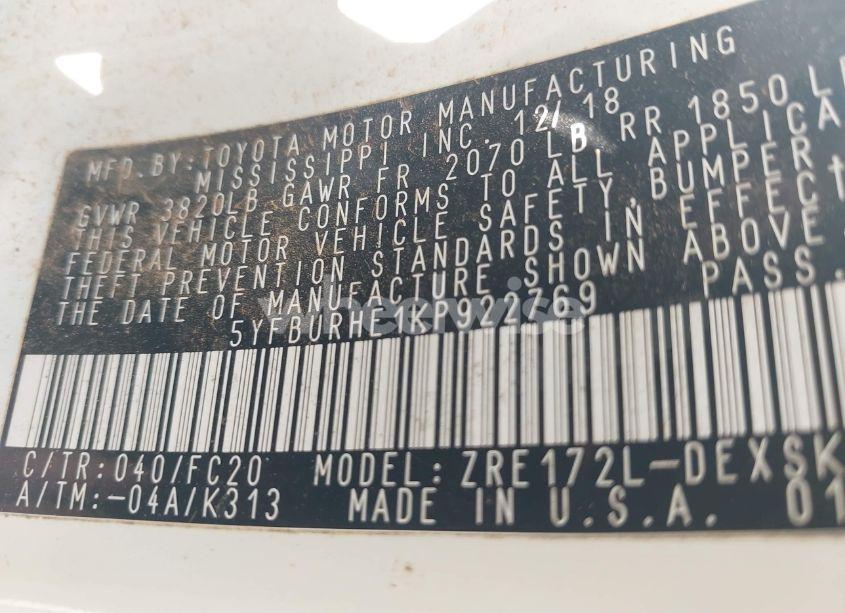 MFD.BY:TOYOTA MOTOR MANUFACTURING
MISSISSIPPI INC. 12/18
GVWR 3820LB GAWR FR 2070 LB RR 1850 L
THIS VEHICLE CONFORMS TO ALL APPLICA
FEDERAL MOTOR VEHICLE SAFETY,BUMPER
THEFT PREVENTION STANDARDS IN EFFECT
THE DATE OF MANUFACTURE SHOWN ABOVE.
5YFBURHE1KP922769 PASS.
C/TR:040/FC20 MODEL:ZRE172L-DEXSK
A/TM:-04A/K313 MADE IN U.S.A. 01